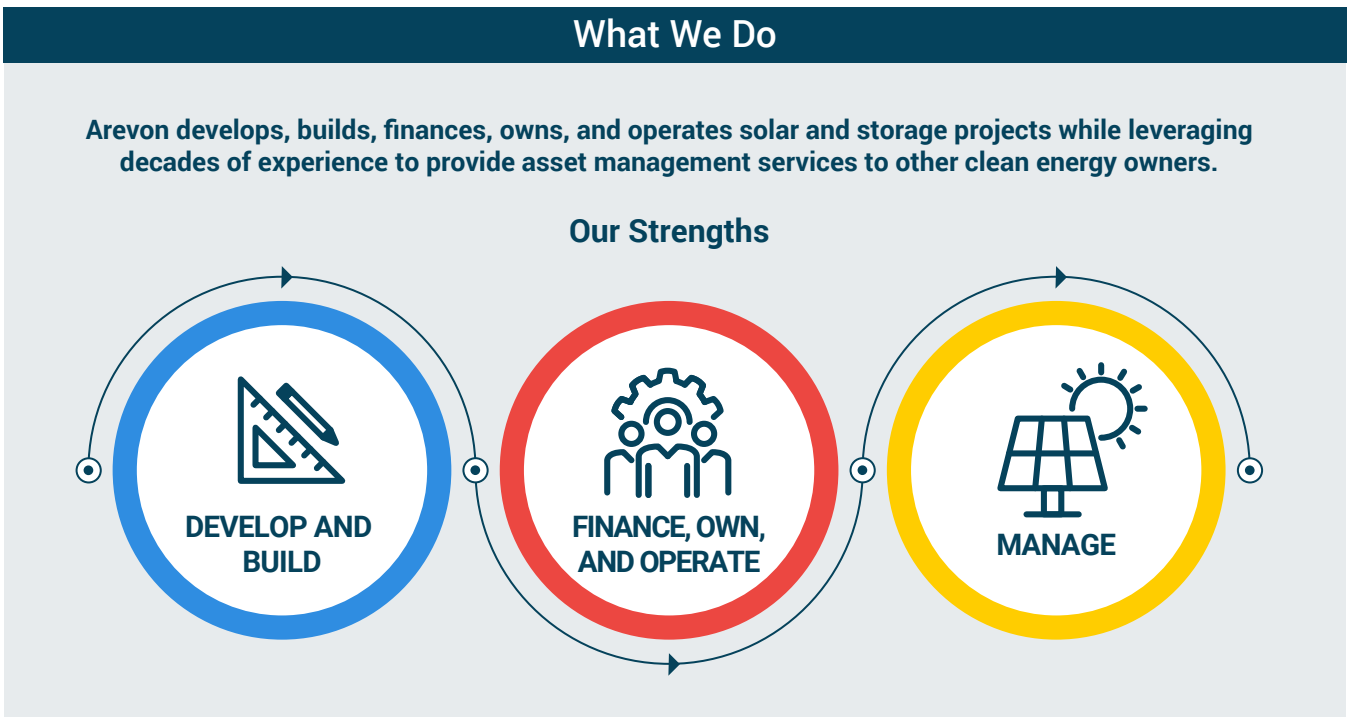 What We Do
Arevon develops, builds, finances, owns, and operates solar and storage projects while leveraging
decades of experience to provide asset management services to other clean energy owners.
Our Strengths
DEVELOP AND
BUILD
FINANCE, OWN,
AND OPERATE
MANAGE